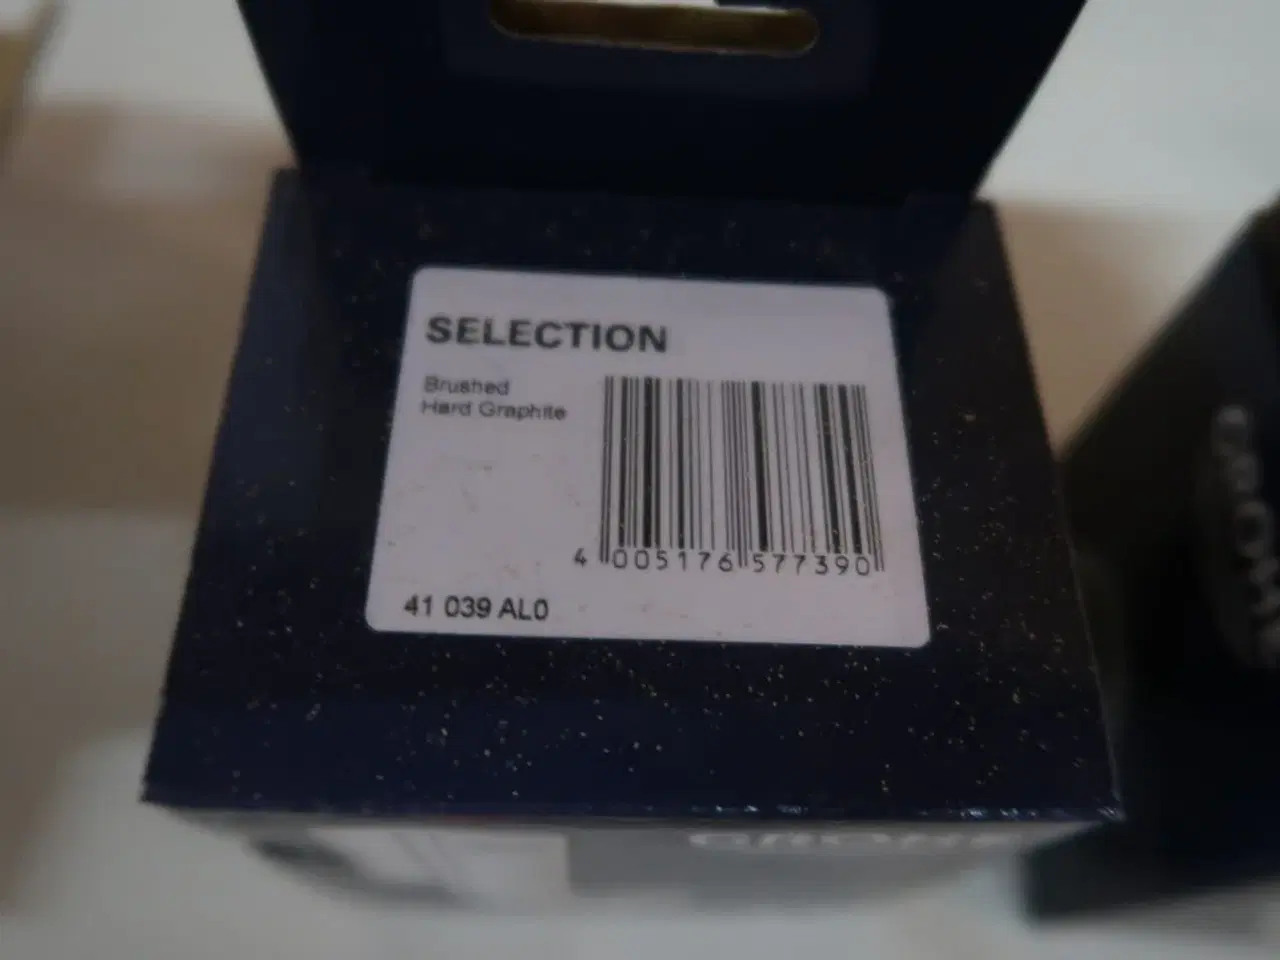 SELECTION
Brushed
Hard Graphite
4 005176 577390
41 039 AL0